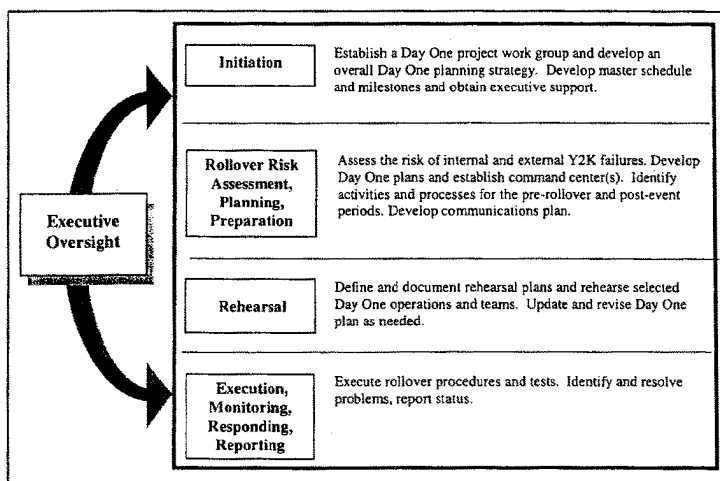 Initiation
Establish a Day One project work group and develop an
overall Day One planning strategy. Develop master schedule
and milestones and obtain executive support.
Rollover Risk
Assessment,
Planning,
Preparation
Assess the risk of internal and external Y2K failures. Develop
Day One plans and establish command center(s). Identify
activities and processes for the pre-rollover and post-event
periods. Develop communications plan.
Executive
Oversight
Rehearsal
Define and document rehearsal plans and rehearse selected
Day One operations and teams. Update and revise Day One
plan as needed.
Execution,
Monitoring,
Responding,
Reporting
Execute rollover procedures and tests. Identify and resolve
problems, report status.